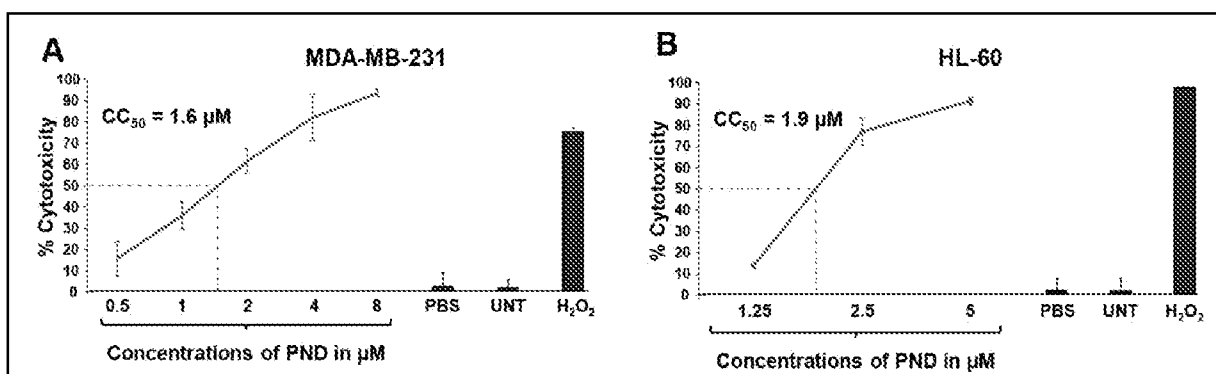 A
MDA-MB-231
% Cytotoxicity
100
90
80
70
60
50
40
30
20
10
0
CC50 = 1.6 µM
0.5 1 2 4 8 PBS UNT H2O2
Concentrations of PND in µM
B
HL-60
% Cytotoxicity
100
90
80
70
60
50
40
30
20
10
0
CC50 = 1.9 µM
1.25 2.5 5 PBS UNT H2O2
Concentrations of PND in µM